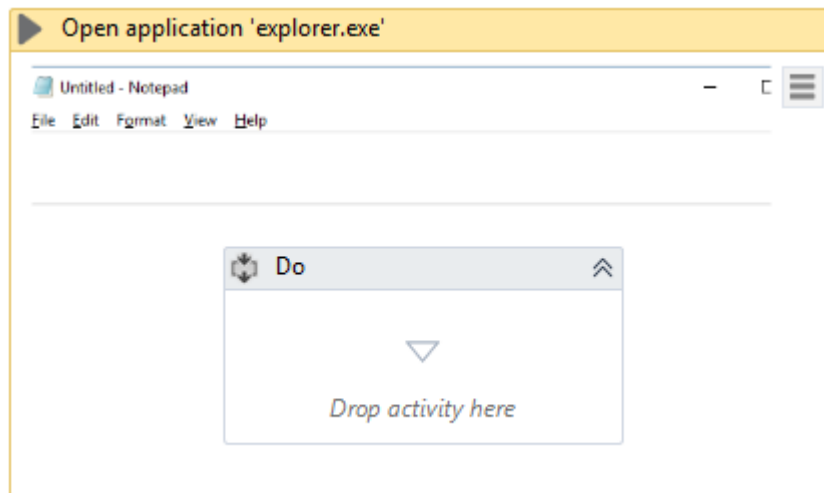 Open application 'explorer.exe'
Untitled - Notepad
File Edit Format View Help
Do
Drop activity here